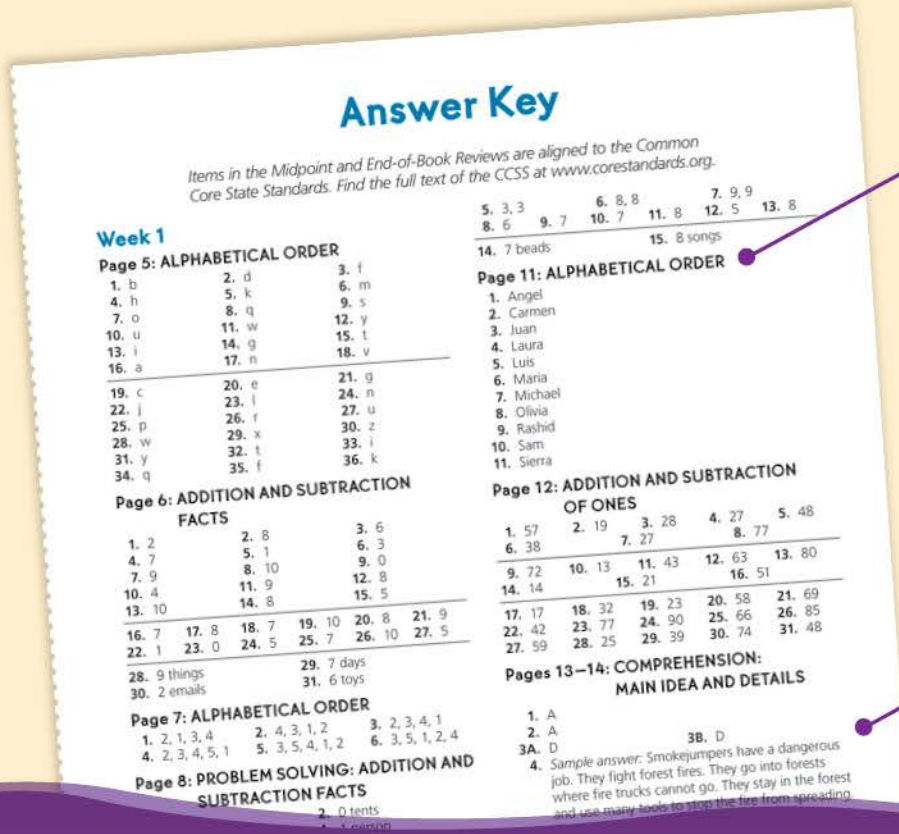 Answer Key
Items in the Midpoint and End-of-Book Reviews are aligned to the Common
Core State Standards. Find the full text of the CCSS at www.corestandards.org.
Week 1
Page 5: ALPHABETICAL ORDER
1. b 2. d 3. f
4. h 5. k 6. m
7. o 8. q 9. s
10. u 11. w 12. y
13. i 14. g 15. t
16. a 17. n 18. v
19. c 20. e 21. g
22. j 23. l 24. n
25. p 26. r 27. u
28. w 29. x 30. z
31. y 32. t 33. i
34. q 35. f 36. k
Page 6: ADDITION AND SUBTRACTION
FACTS
1. 2 2. 8 3. 6
4. 7 5. 1 6. 3
7. 9 8. 10 9. 0
10. 4 11. 9 12. 8
13. 10 14. 8 15. 5
16. 7 17. 8 18. 7 19. 10 20. 8 21. 9
22. 1 23. 0 24. 5 25. 7 26. 10 27. 5
28. 9 things 29. 7 days
30. 2 emails 31. 6 toys
Page 7: ALPHABETICAL ORDER
1. 2, 1, 3, 4 2. 4, 3, 1, 2 3. 2, 3, 4, 1
4. 2, 3, 4, 5, 1 5. 3, 5, 4, 1, 2 6. 3, 5, 1, 2, 4
Page 8: PROBLEM SOLVING: ADDITION AND
SUBTRACTION FACTS
2. 0 tents
5. 3, 3 6. 8, 8 7. 9, 9
8. 6 9. 7 10. 7 11. 8 12. 5 13. 8
14. 7 beads 15. 8 songs
Page 11: ALPHABETICAL ORDER
1. Angel
2. Carmen
3. Juan
4. Laura
5. Luis
6. Maria
7. Michael
8. Olivia
9. Rashid
10. Sam
11. Sierra
Page 12: ADDITION AND SUBTRACTION
OF ONES
1. 57 2. 19 3. 28 4. 27 5. 48
6. 38 7. 27 8. 77
9. 72 10. 13 11. 43 12. 63 13. 80
14. 14 15. 21 16. 51
17. 17 18. 32 19. 23 20. 58 21. 69
22. 42 23. 77 24. 90 25. 66 26. 85
27. 59 28. 25 29. 39 30. 74 31. 48
Pages 13–14: COMPREHENSION:
MAIN IDEA AND DETAILS
1. A
2. A
3A. D 3B. D
4. Sample answer: Smokejumpers have a dangerous
job. They fight forest fires. They go into forests
where fire trucks cannot go. They stay in the forest
and use many tools to stop the fire from spreading.